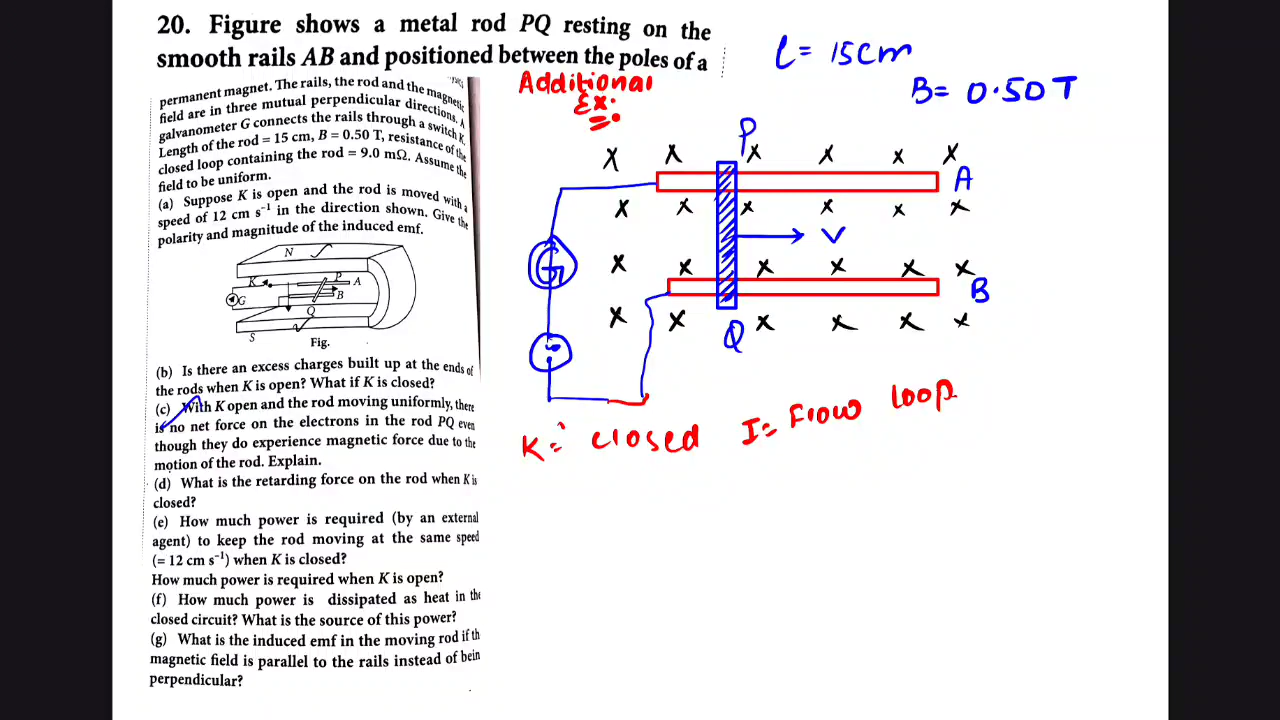 20. Figure shows a metal rod PQ resting on the
smooth rails AB and positioned between the poles of a
permanent magnet. The rails, the rod and the magnetic
field are in three mutual perpendicular directions. A
galvanometer G connects the rails through a switch K.
Length of the rod = 15 cm, B = 0.50 T, resistance of the
closed loop containing the rod = 9.0 mΩ. Assume the
field to be uniform.
(a) Suppose K is open and the rod is moved with a
speed of 12 cm s⁻¹ in the direction shown. Give the
polarity and magnitude of the induced emf.
N
K
P
A
G
B
Q
S
Fig.
(b) Is there an excess charges built up at the ends of
the rods when K is open? What if K is closed?
(c) With K open and the rod moving uniformly, there
is no net force on the electrons in the rod PQ even
though they do experience magnetic force due to the
motion of the rod. Explain.
(d) What is the retarding force on the rod when K is
closed?
(e) How much power is required (by an external
agent) to keep the rod moving at the same speed
(= 12 cm s⁻¹) when K is closed?
How much power is required when K is open?
(f) How much power is dissipated as heat in the
closed circuit? What is the source of this power?
(g) What is the induced emf in the moving rod if th
magnetic field is parallel to the rails instead of bein
perpendicular?
l = 15cm
B= 0.50T
Additional
Ex:
P
x x x x x x
A
x x x x x x
G
V
x x x x x x
B
x x x x x x
Q
K= closed I= Flow loop